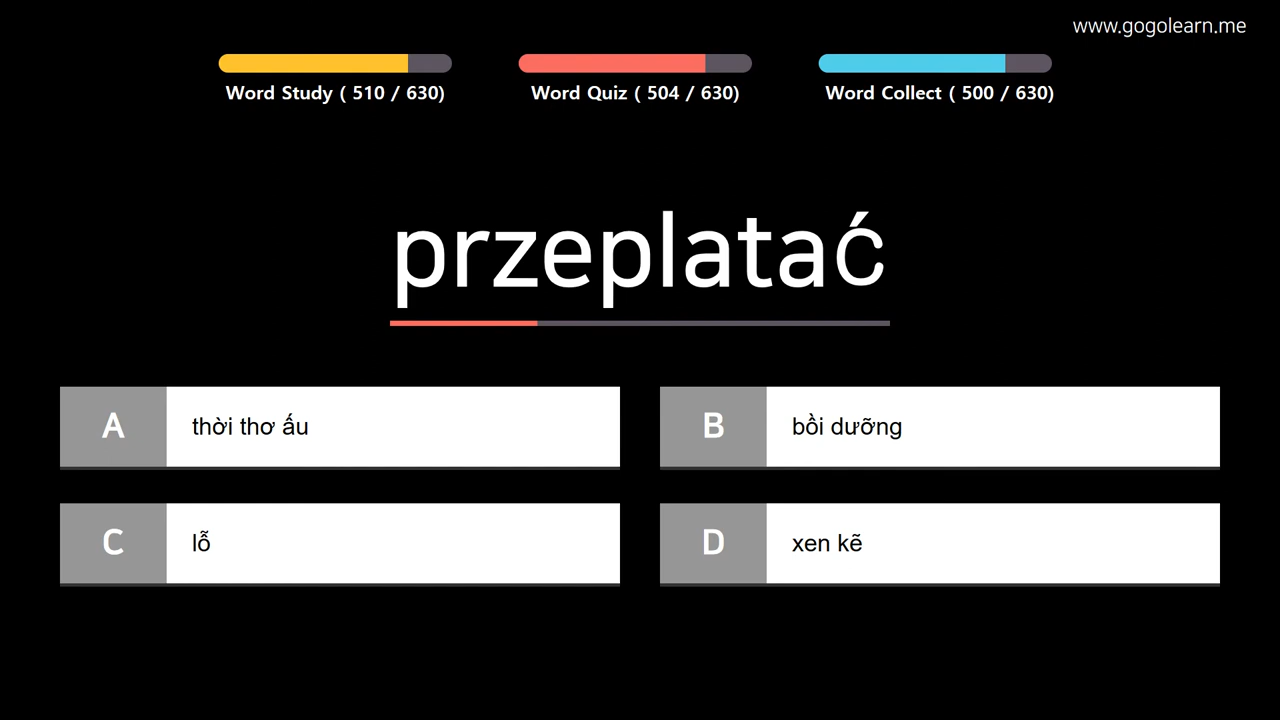 www.gogolearn.me
Word Study ( 510 / 630)
Word Quiz ( 504 / 630)
Word Collect ( 500 / 630)
przeplatać
A thời thơ ấu
B bồi dưỡng
C lỗ
D xen kẽ